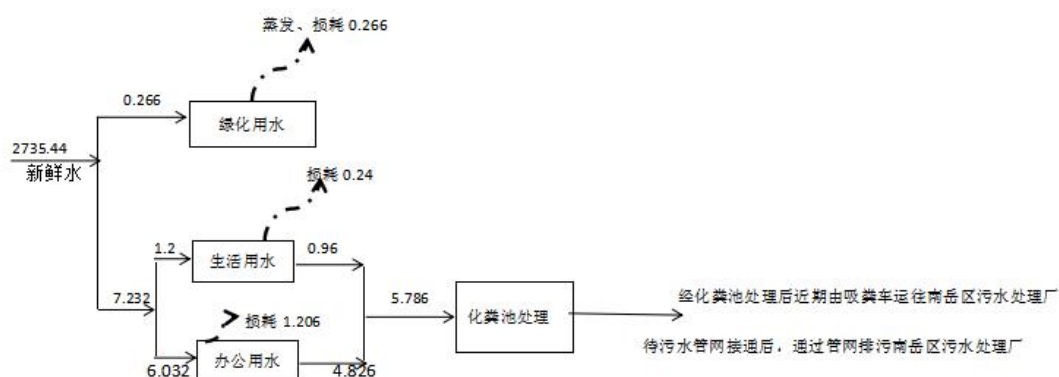 蒸发、损耗 0.266
0.266
绿化用水
2735.44
新鲜水
损耗 0.24
1.2
生活用水
0.96
7.232
损耗 1.206
5.786
化粪池处理
经化粪池处理后近期由吸粪车运往南岳区污水处理厂
待污水管网接通后，通过管网排污南岳区污水处理厂
办公用水
6.032
4.826